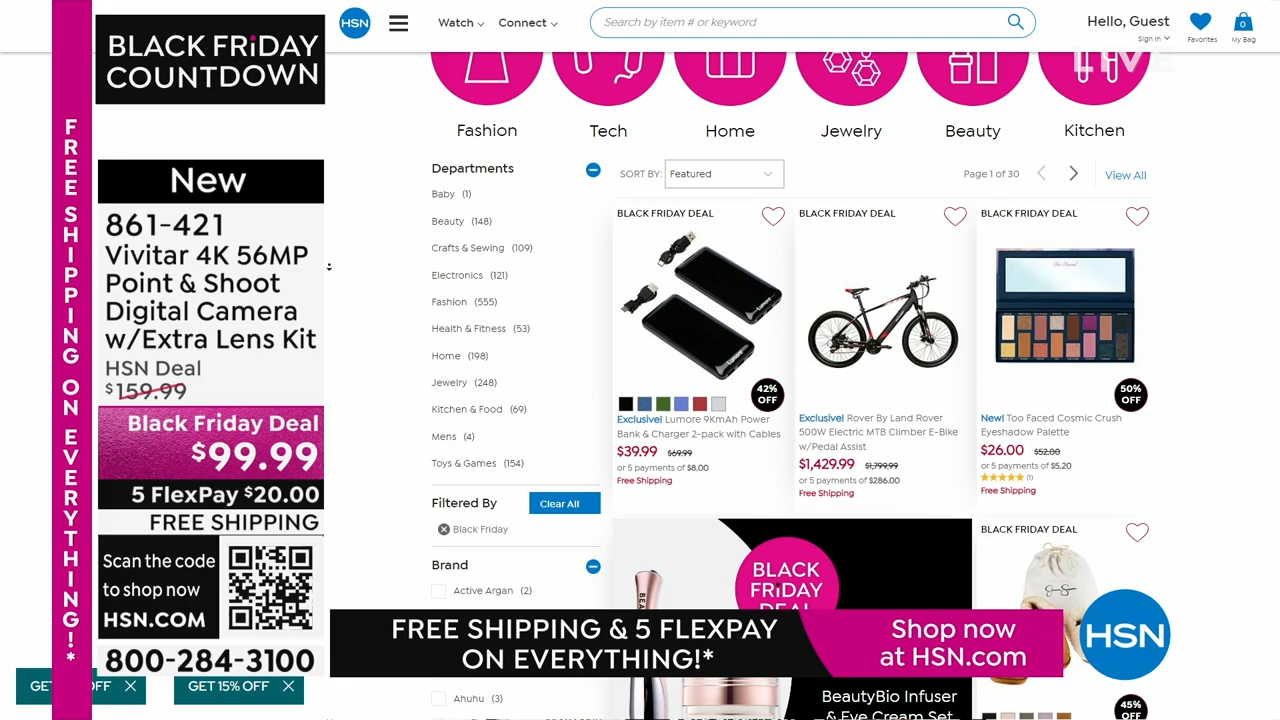 FREE SHIPPING ON EVERYTHING!*
BLACK FRiDAY
COUNTDOWN
New
861-421
Vivitar 4K 56MP
Point & Shoot
Digital Camera
w/Extra Lens Kit
HSN Deal
$159.99
Black Friday Deal
$99.99
5 FlexPay $20.00
FREE SHIPPING
Scan the code
to shop now
HSN.COM
800-284-3100
GET
OFF
GET 15% OFF
HSN
Watch
Connect
Search by item # or keyword
Hello, Guest
Sign in
Favorites
0
My Bag
LIVE
Fashion
Tech
Home
Jewelry
Beauty
Kitchen
Departments
Baby (1)
Beauty (148)
Crafts & Sewing (109)
Electronics (121)
Fashion (555)
Health & Fitness (53)
Home (198)
Jewelry (248)
Kitchen & Food (69)
Mens (4)
Toys & Games (154)
Filtered By
Clear All
Black Friday
Brand
Active Argan (2)
Ahuhu (3)
SORT BY: Featured
Page 1 of 30
View All
BLACK FRIDAY DEAL
Lumore
Lumore
42%
OFF
Exclusive! Lumore 9KmAh Power
Bank & Charger 2-pack with Cables
$39.99 $69.99
or 5 payments of $8.00
Free Shipping
BLACK FRIDAY DEAL
Exclusive! Rover By Land Rover
500W Electric MTB Climber E-Bike
w/Pedal Assist
$1,429.99 $1,799.99
or 5 payments of $286.00
Free Shipping
BLACK FRIDAY DEAL
Too Faced
50%
OFF
New! Too Faced Cosmic Crush
Eyeshadow Palette
$26.00 $52.00
or 5 payments of $5.20
(1)
Free Shipping
BLACK
FRiDAY
DEAL
BeautyBio Infuser
& Eye Cream Set
BLACK FRIDAY DEAL
45%
OFF
FREE SHIPPING & 5 FLEXPAY
ON EVERYTHING!*
Shop now
at HSN.com
HSN